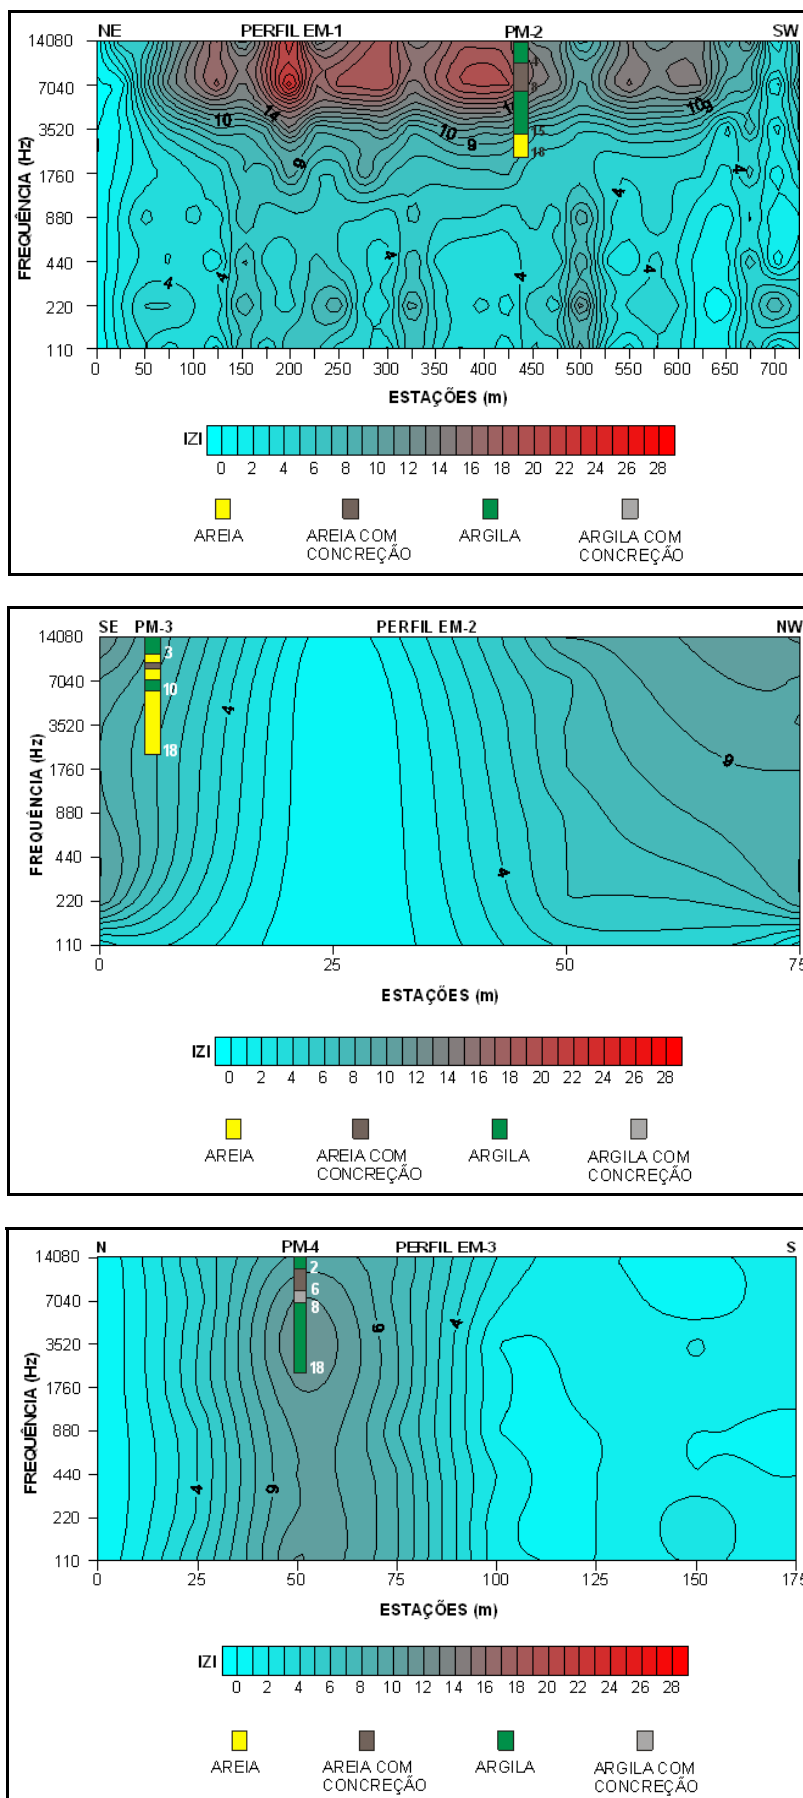 NE PERFIL EM-1 PM-2 SW
14080
7040
3520
1760
880
440
220
110
FREQUÊNCIA (Hz)
10 14 9 10 9 10 9 4 4 4 4 4 4
8
15
18
0 50 100 150 200 250 300 350 400 450 500 550 600 650 700
ESTAÇÕES (m)
IZI
0 2 4 6 8 10 12 14 16 18 20 22 24 26 28
AREIA AREIA COM ARGILA ARGILA COM
CONCREÇÃO CONCREÇÃO
SE PM-3 PERFIL EM-2 NW
14080
7040
3520
1760
880
440
220
110
FREQUÊNCIA (Hz)
3
10
18
4 4 9
0 25 50 75
ESTAÇÕES (m)
IZI
0 2 4 6 8 10 12 14 16 18 20 22 24 26 28
AREIA AREIA COM ARGILA ARGILA COM
CONCREÇÃO CONCREÇÃO
N PM-4 PERFIL EM-3 S
14080
7040
3520
1760
880
440
220
110
FREQUÊNCIA (Hz)
2
6
8
18
4 9 6 4
0 25 50 75 100 125 150 175
ESTAÇÕES (m)
IZI
0 2 4 6 8 10 12 14 16 18 20 22 24 26 28
AREIA AREIA COM ARGILA ARGILA COM
CONCREÇÃO CONCREÇÃO